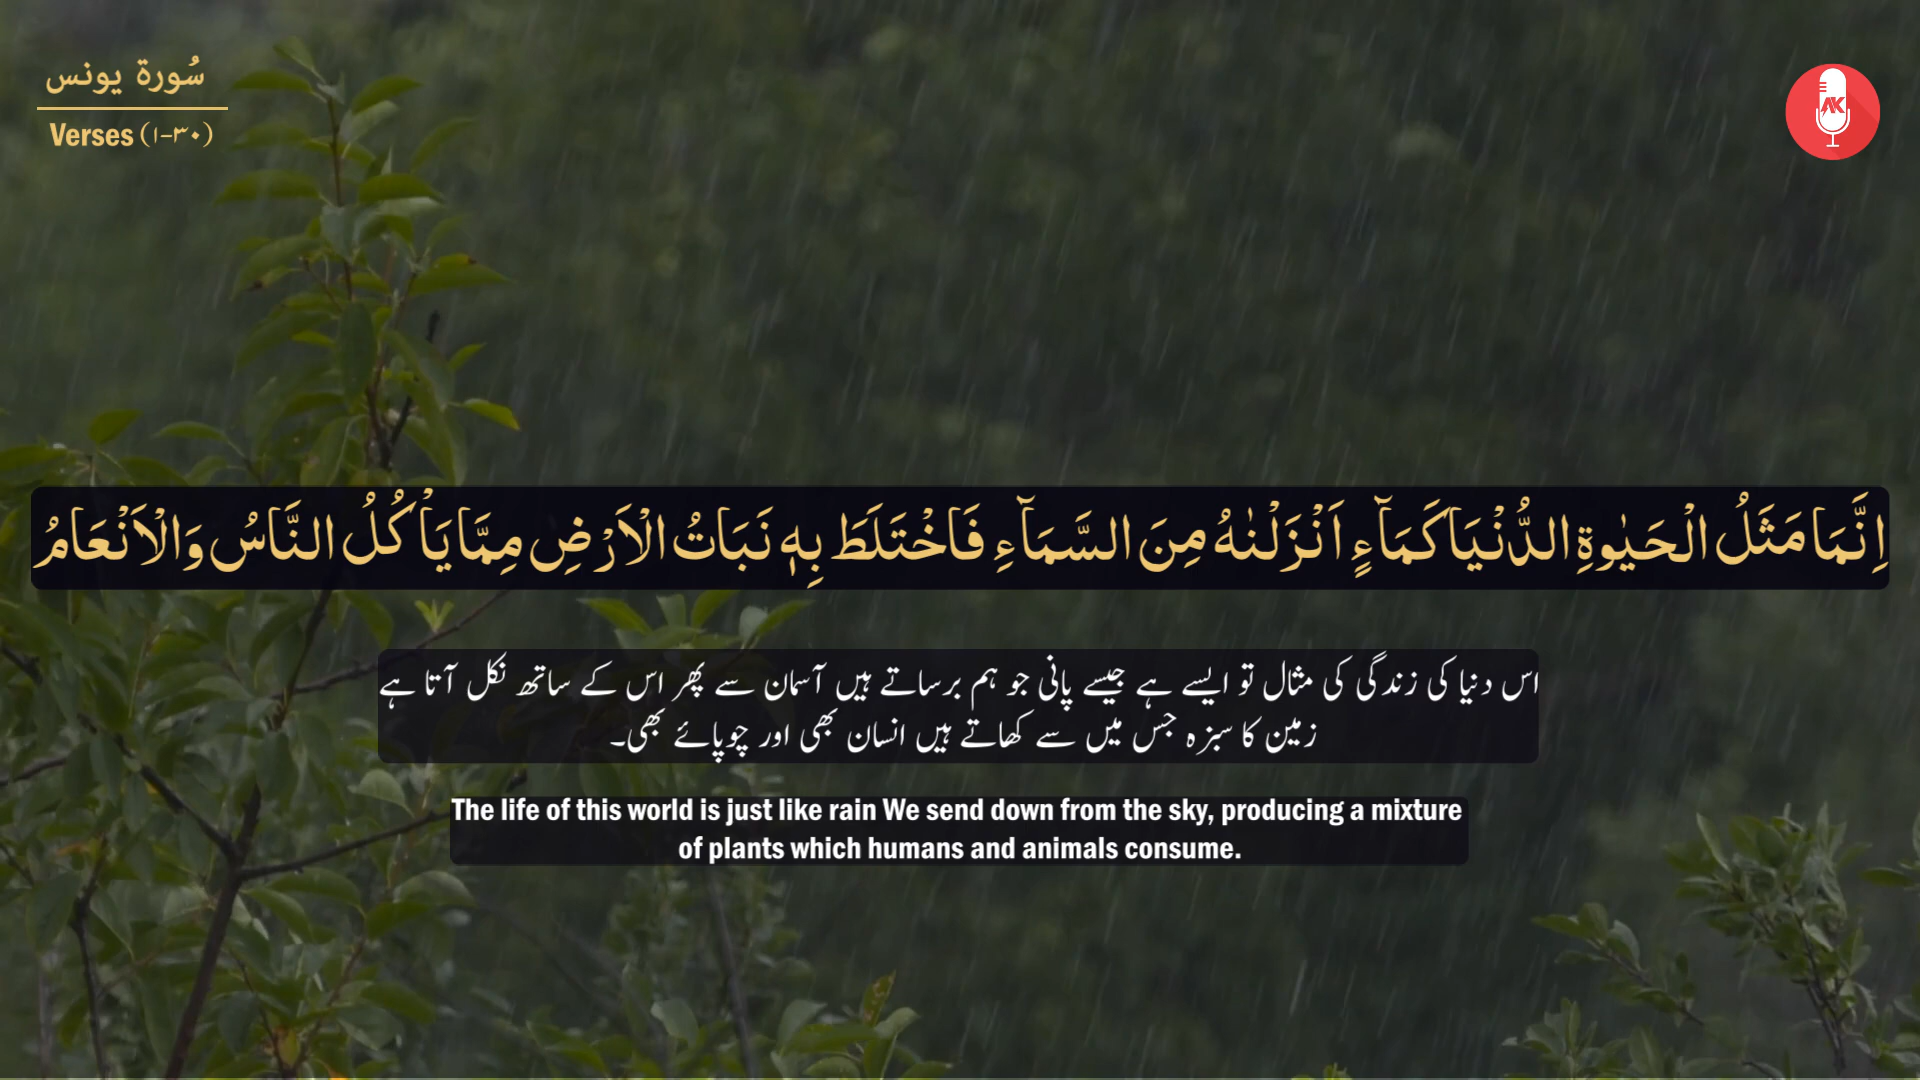 سُورة یونس
Verses (۱-۳۰)
AK
اِنَّمَا مَثَلُ الْحَيٰوةِ الدُّنْيَا كَمَآءٍ اَنْزَلْنٰهُ مِنَ السَّمَآءِ فَاخْتَلَطَ بِهٖ نَبَاتُ الْاَرْضِ مِمَّا يَاْكُلُ النَّاسُ وَالْاَنْعَامُ
اس دنیا کی زندگی کی مثال تو ایسے ہے جیسے پانی جو ہم برساتے ہیں آسمان سے پھر اس کے ساتھ نکل آتا ہے
زمین کا سبزہ جس میں سے کھاتے ہیں انسان بھی اور چوپائے بھی۔
The life of this world is just like rain We send down from the sky, producing a mixture
of plants which humans and animals consume.